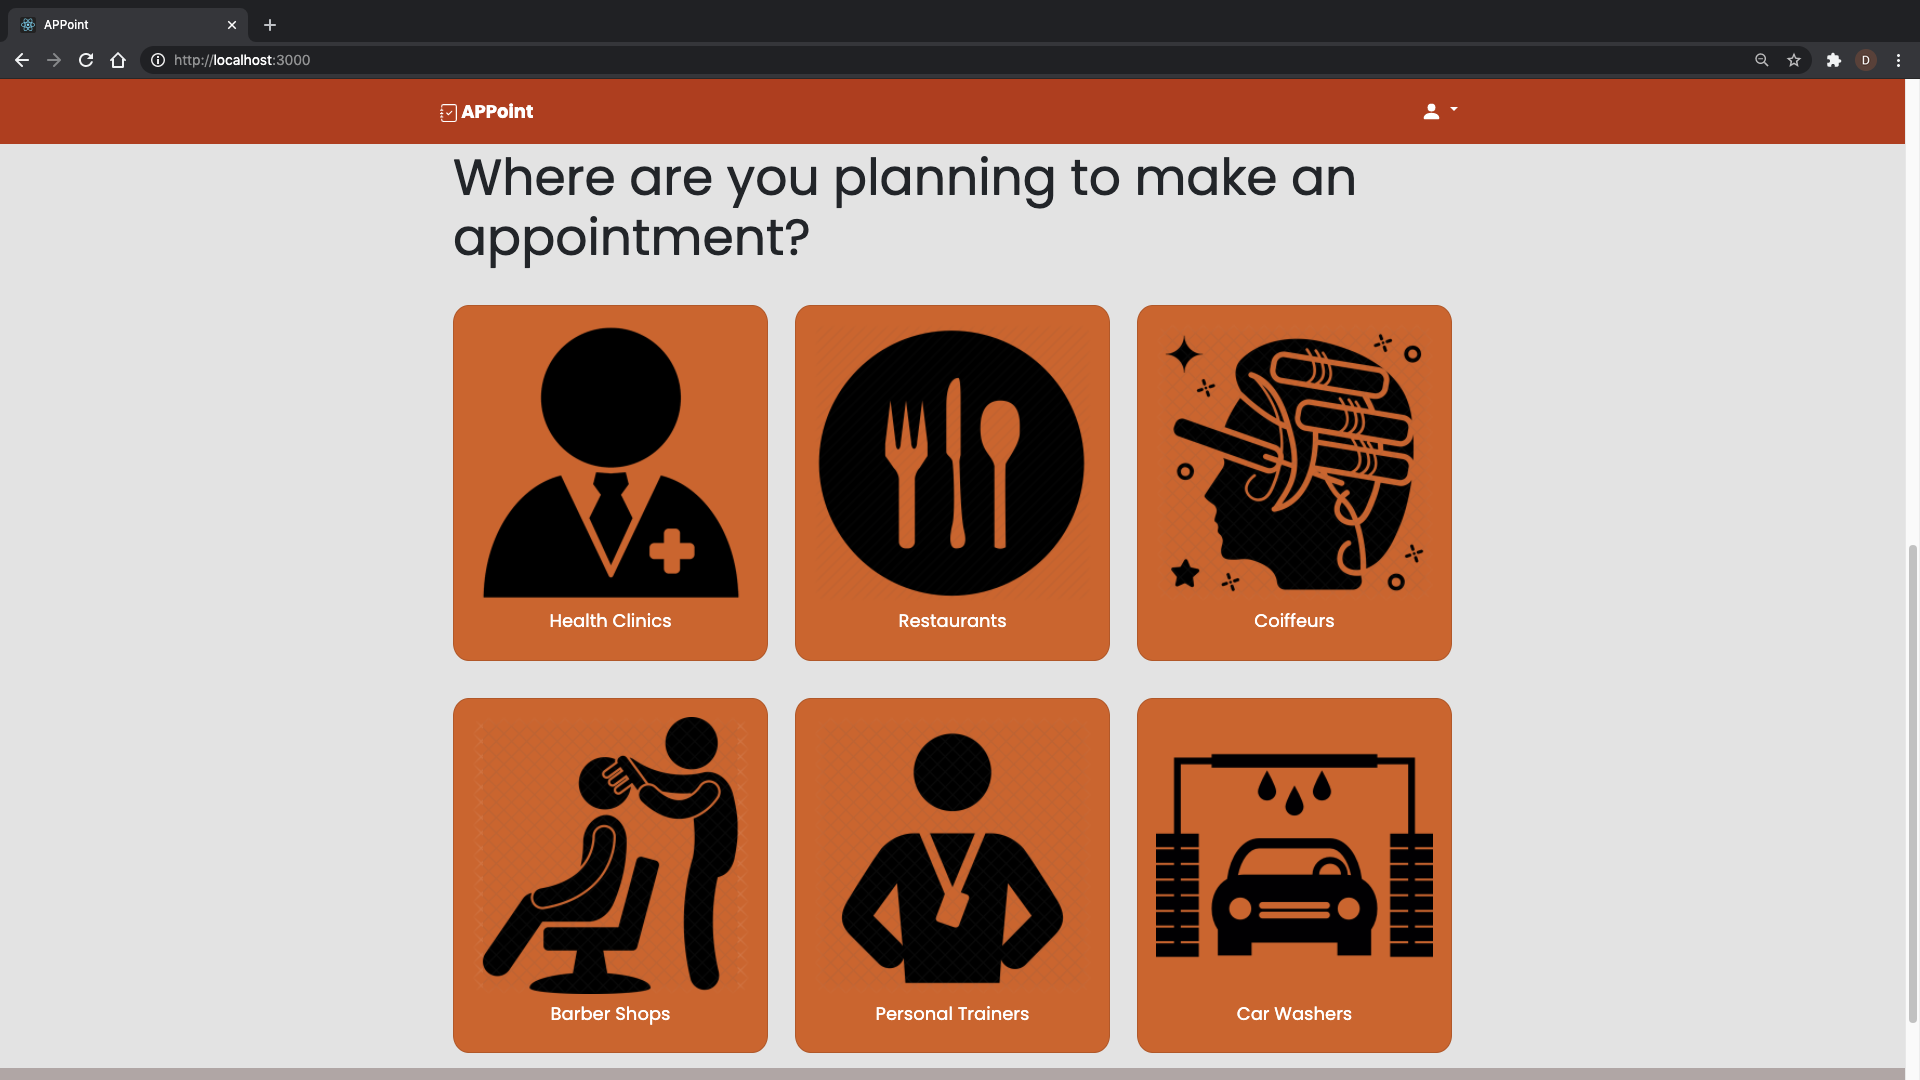 APPoint
http://localhost:3000
D
APPoint
Where are you planning to make an
appointment?
Health Clinics
Restaurants
Coiffeurs
Barber Shops
Personal Trainers
Car Washers